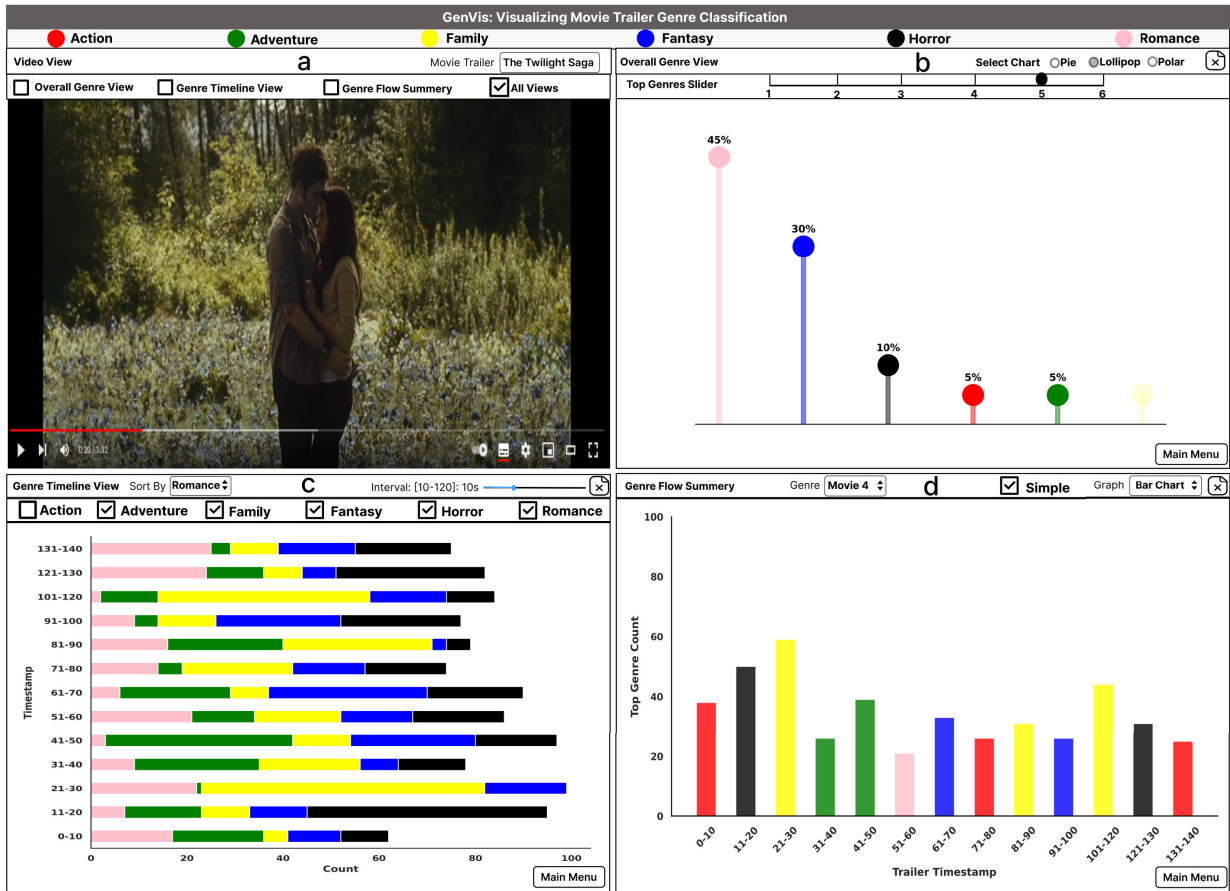 GenVis: Visualizing Movie Trailer Genre Classification
Action Adventure Family Fantasy Horror Romance
Video View a Movie Trailer The Twilight Saga
Overall Genre View Genre Timeline View Genre Flow Summery All Views
0:20 / 1:32
Overall Genre View b Select Chart Pie Lollipop Polar
Top Genres Slider
1 2 3 4 5 6
45%
30%
10%
5% 5%
Main Menu
Genre Timeline View Sort By Romance c Interval: [10-120]: 10s
Action Adventure Family Fantasy Horror Romance
Timestamp
131-140
121-130
101-120
91-100
81-90
71-80
61-70
51-60
41-50
31-40
21-30
11-20
0-10
0 20 40 60 80 100
Count
Main Menu
Genre Flow Summery Genre Movie 4 d Simple Graph Bar Chart
Top Genre Count
100
80
60
40
20
0
0-10 11-20 21-30 31-40 41-50 51-60 61-70 71-80 81-90 91-100 101-120 121-130 131-140
Trailer Timestamp
Main Menu